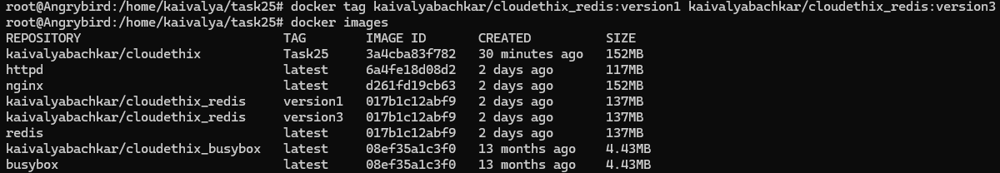 root@Angrybird:/home/kaivalya/task25# docker tag kaivalyabachkar/cloudethix_redis:version1 kaivalyabachkar/cloudethix_redis:version3
root@Angrybird:/home/kaivalya/task25# docker images
REPOSITORY TAG IMAGE ID CREATED SIZE
kaivalyabachkar/cloudethix Task25 3a4cba83f782 30 minutes ago 152MB
httpd latest 6a4fe18d08d2 2 days ago 117MB
nginx latest d261fd19cb63 2 days ago 152MB
kaivalyabachkar/cloudethix_redis version1 017b1c12abf9 2 days ago 137MB
kaivalyabachkar/cloudethix_redis version3 017b1c12abf9 2 days ago 137MB
redis latest 017b1c12abf9 2 days ago 137MB
kaivalyabachkar/cloudethix_busybox latest 08ef35a1c3f0 13 months ago 4.43MB
busybox latest 08ef35a1c3f0 13 months ago 4.43MB